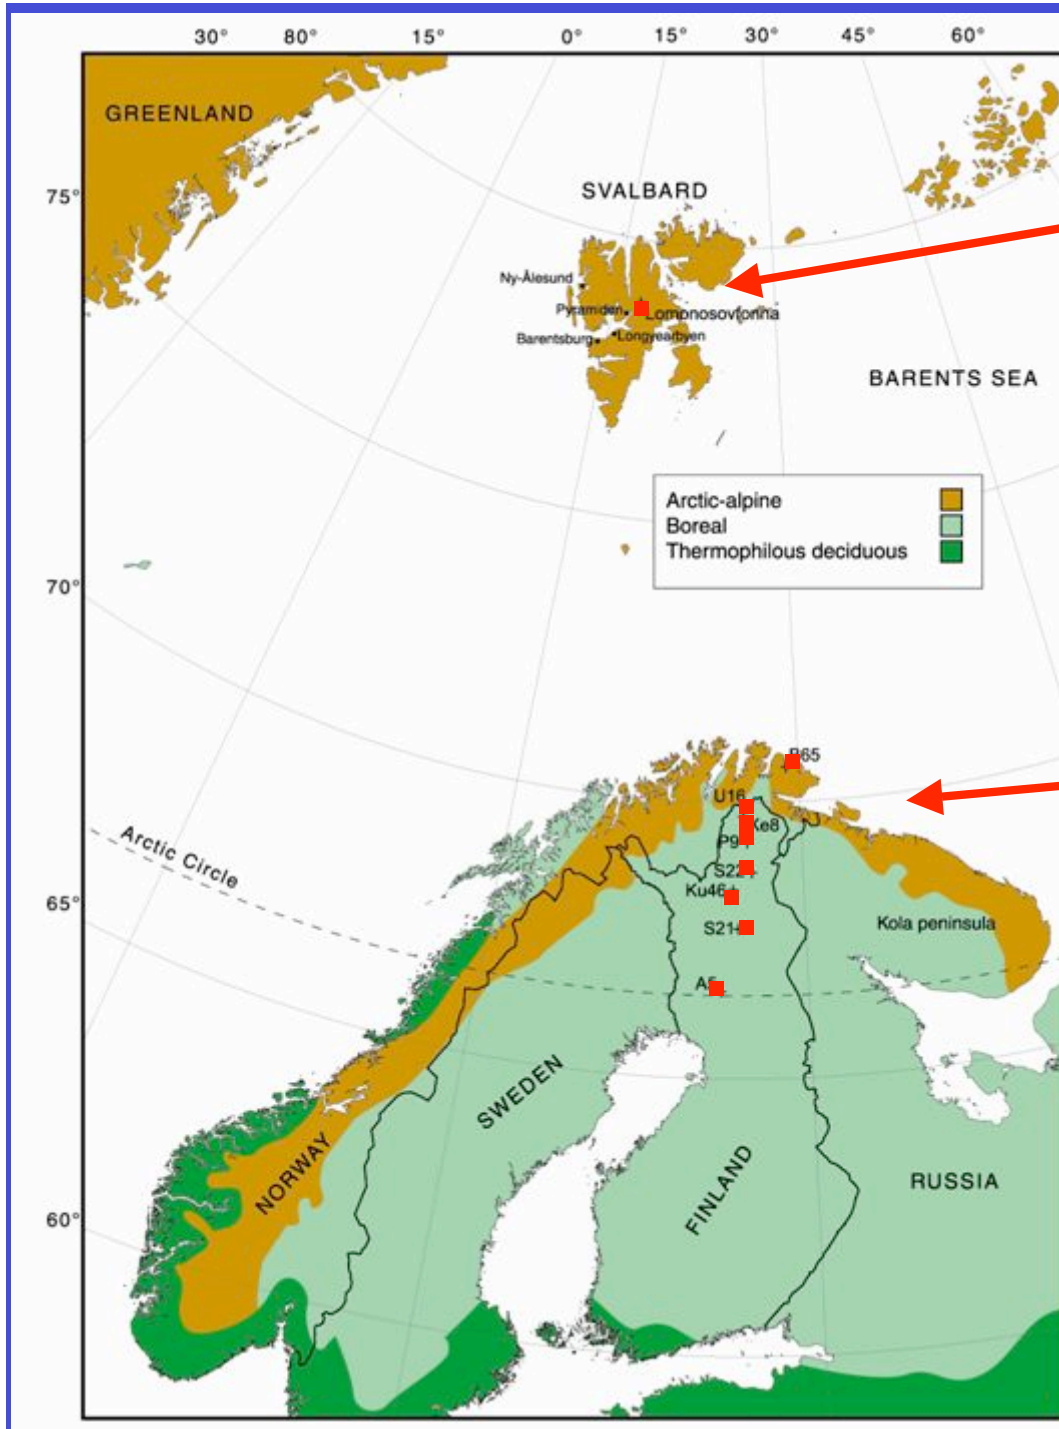 30° 80° 15° 0° 15° 30° 45° 60°
GREENLAND
75°
SVALBARD
Ny-Ålesund
Pyramiden
Lomonosovfonna
Longyearbyen
Barentsburg
BARENTS SEA
Arctic-alpine
Boreal
Thermophilous deciduous
70°
65
U16
Ke8
P9
S22
Ku46
S21
Arctic Circle
65°
Kola peninsula
A5
SWEDEN
NORWAY
FINLAND
RUSSIA
60°